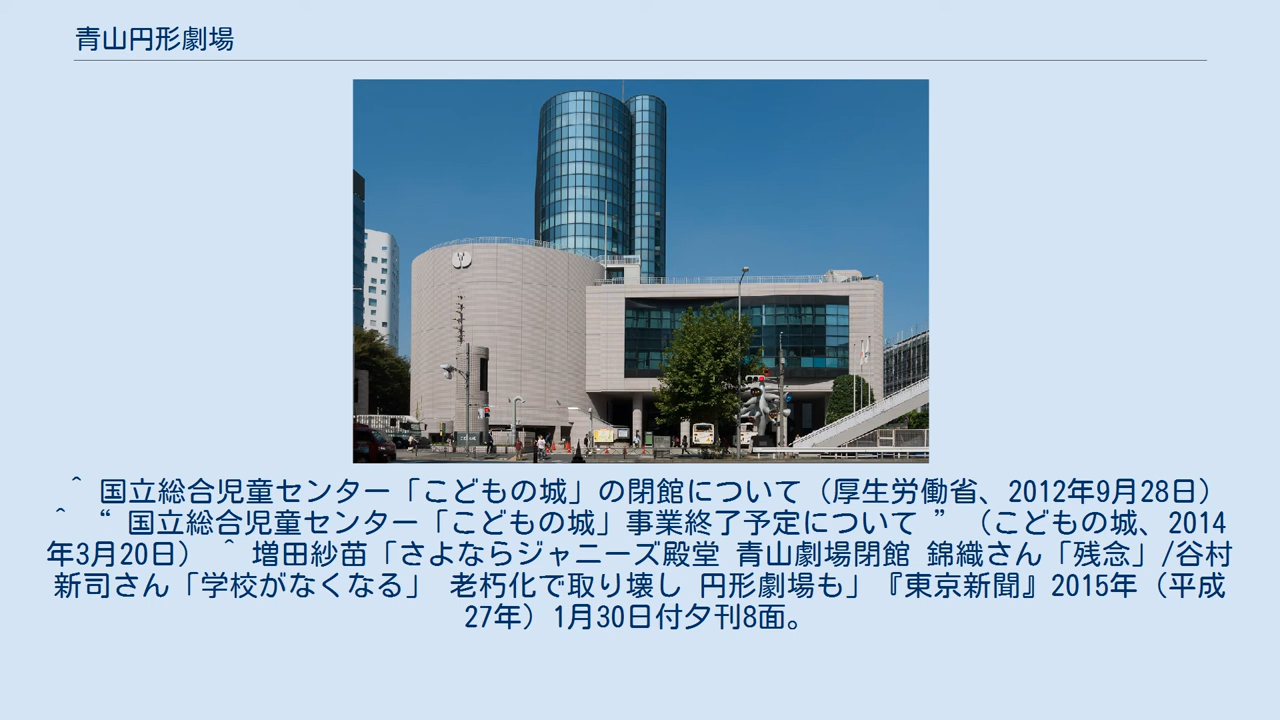 青山円形劇場
^ 国立総合児童センター「こどもの城」の閉館について（厚生労働省、2012年9月28日）
^ “ 国立総合児童センター「こどもの城」事業終了予定について ” （こどもの城、2014
年3月20日） ^ 増田紗苗「さよならジャニーズ殿堂 青山劇場閉館 錦織さん「残念」/谷村
新司さん「学校がなくなる」 老朽化で取り壊し 円形劇場も」『東京新聞』2015年（平成
27年）1月30日付夕刊8面。